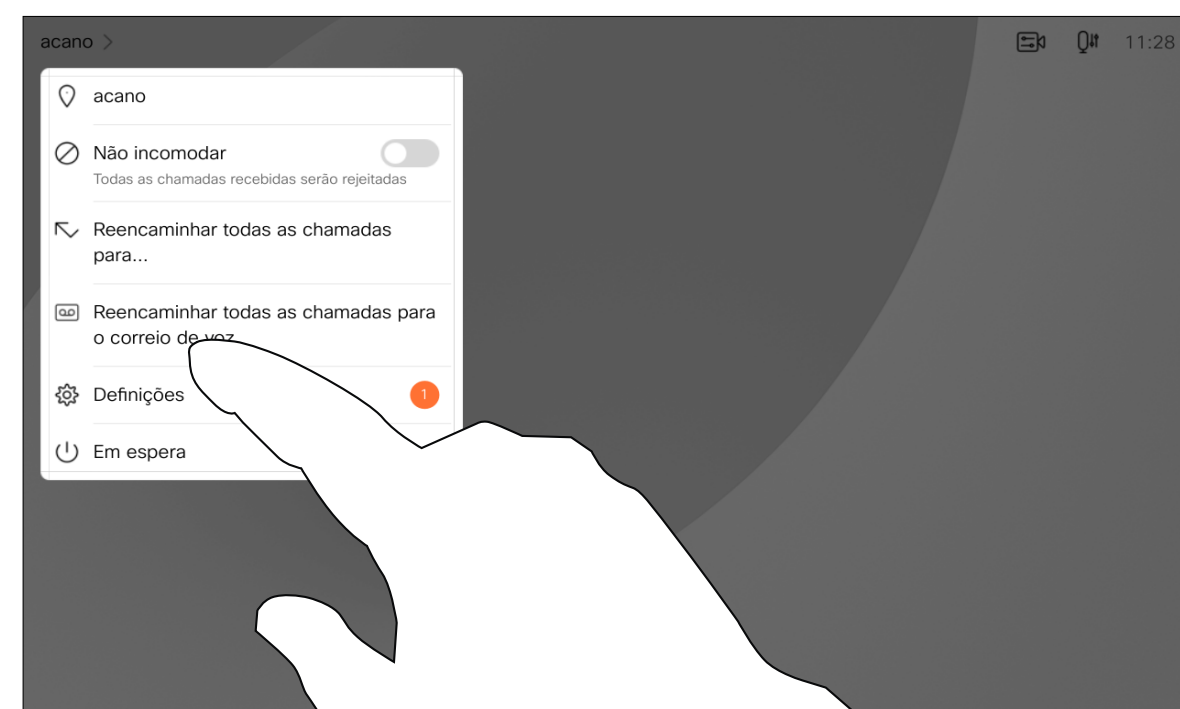 acano
11:28
acano
Não incomodar
Todas as chamadas recebidas serão rejeitadas
Reencaminhar todas as chamadas
para...
Reencaminhar todas as chamadas para
o correio de voz
Definições
1
Em espera